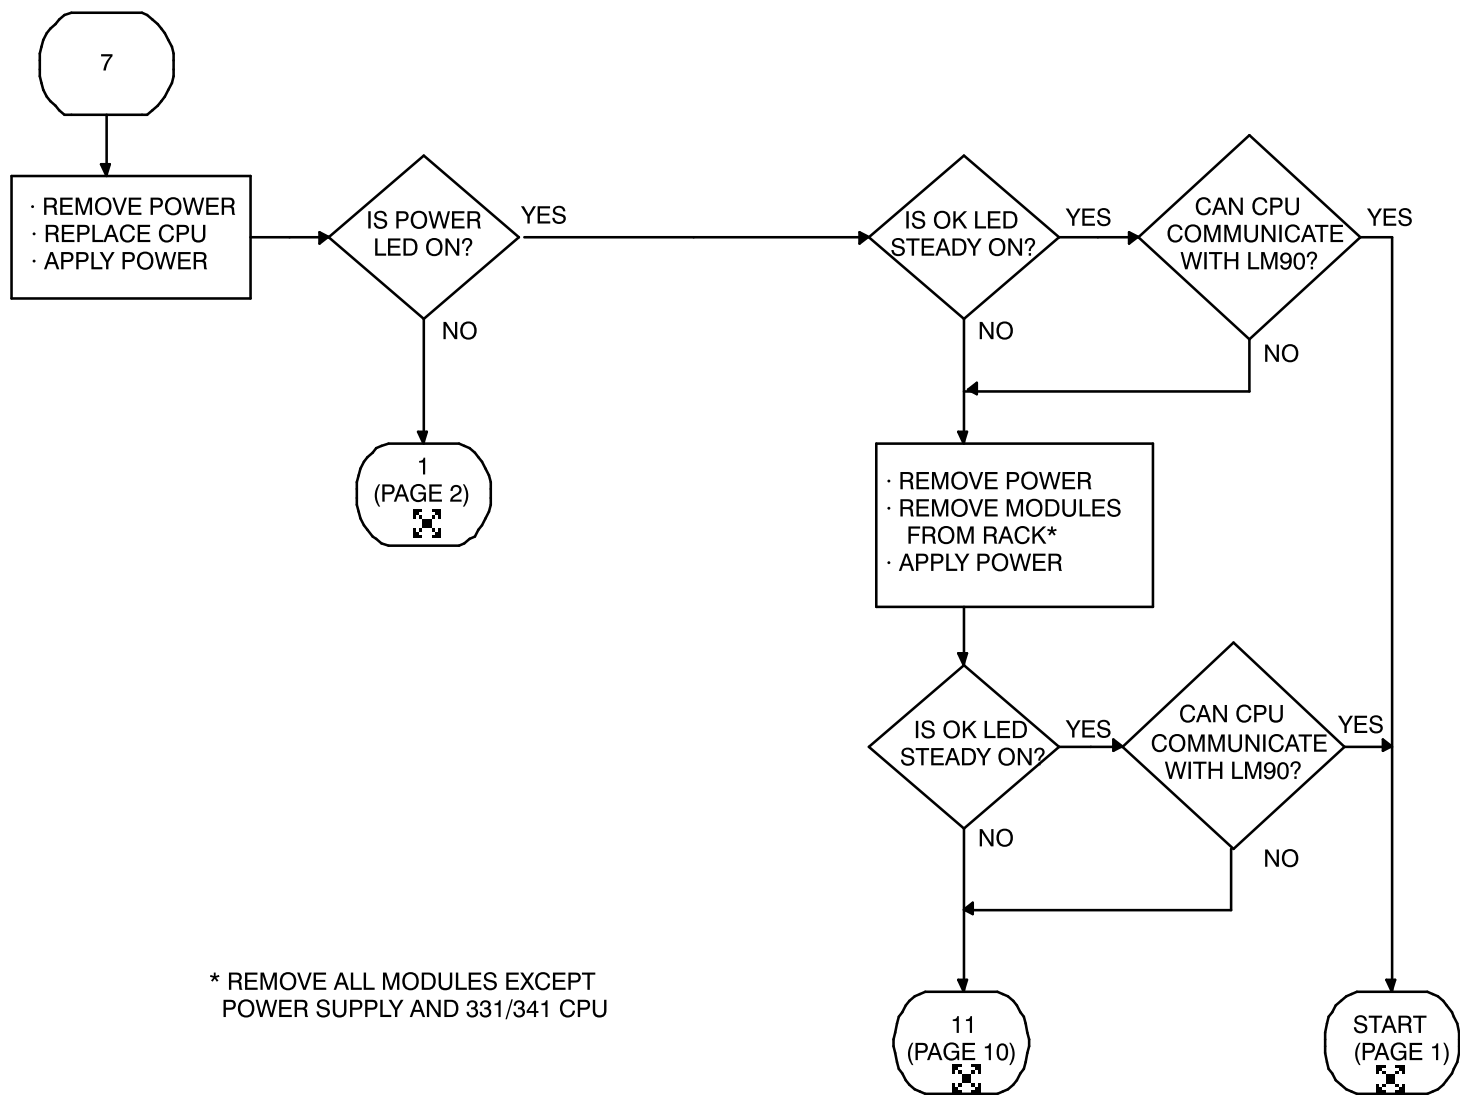 7
· REMOVE POWER
· REPLACE CPU
· APPLY POWER
IS POWER
LED ON?
YES
NO
1
(PAGE 2)
IS OK LED
STEADY ON?
YES
NO
CAN CPU
COMMUNICATE
WITH LM90?
YES
NO
· REMOVE POWER
· REMOVE MODULES
FROM RACK*
· APPLY POWER
IS OK LED
STEADY ON?
YES
NO
CAN CPU
COMMUNICATE
WITH LM90?
YES
NO
* REMOVE ALL MODULES EXCEPT
POWER SUPPLY AND 331/341 CPU
11
(PAGE 10)
START
(PAGE 1)